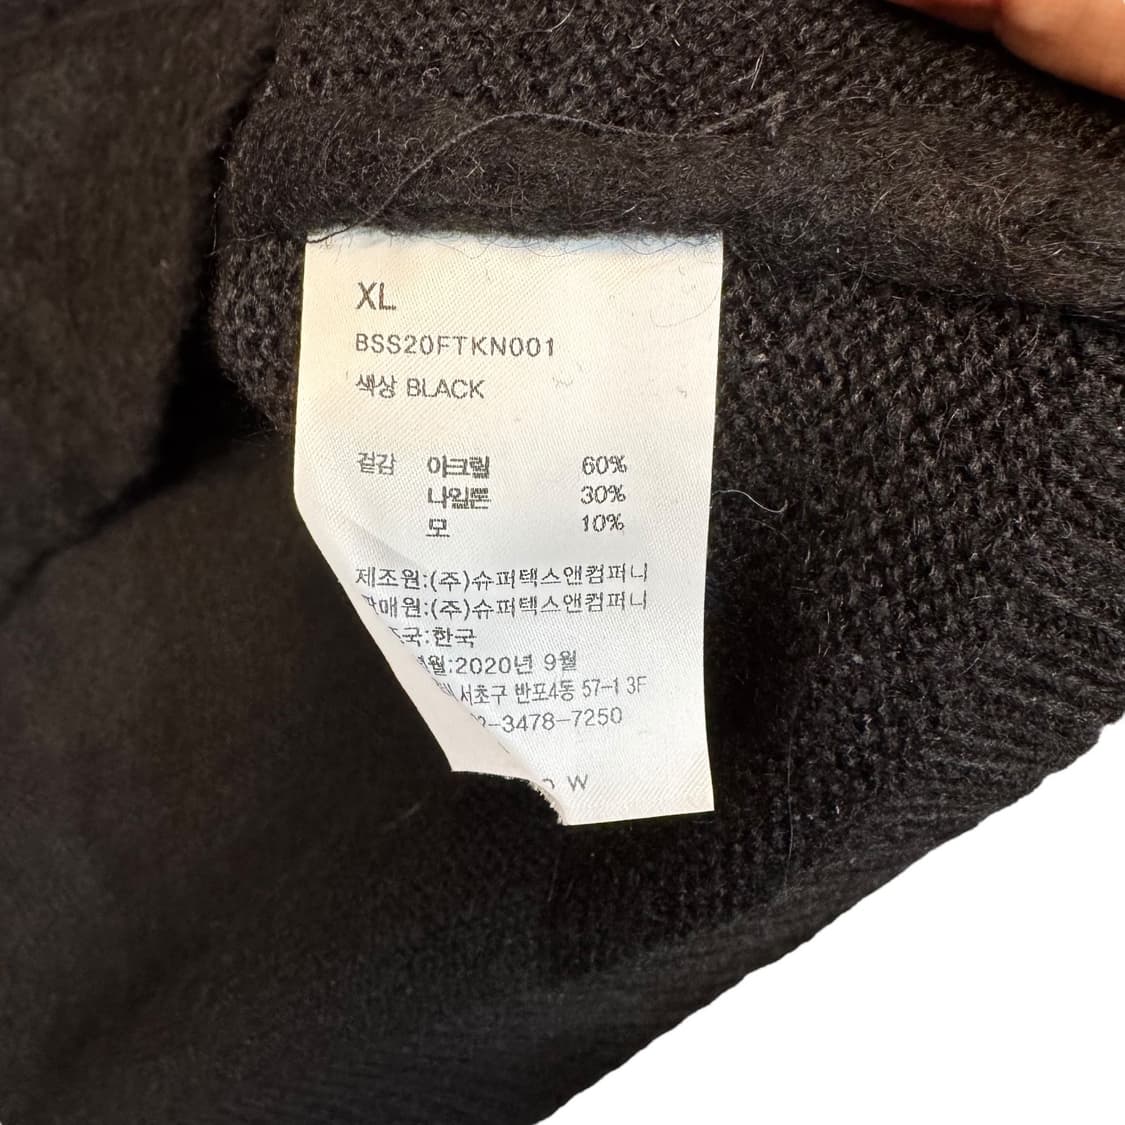 XL
BSS20FTKN001
색상 BLACK
겉감 아크릴 60%
나일론 30%
모 10%
제조원:(주)슈퍼텍스앤컴퍼니
판매원:(주)슈퍼텍스앤컴퍼니
국:한국
월:2020년 9월
서초구 반포4동 57-1 3F
-3478-7250
W